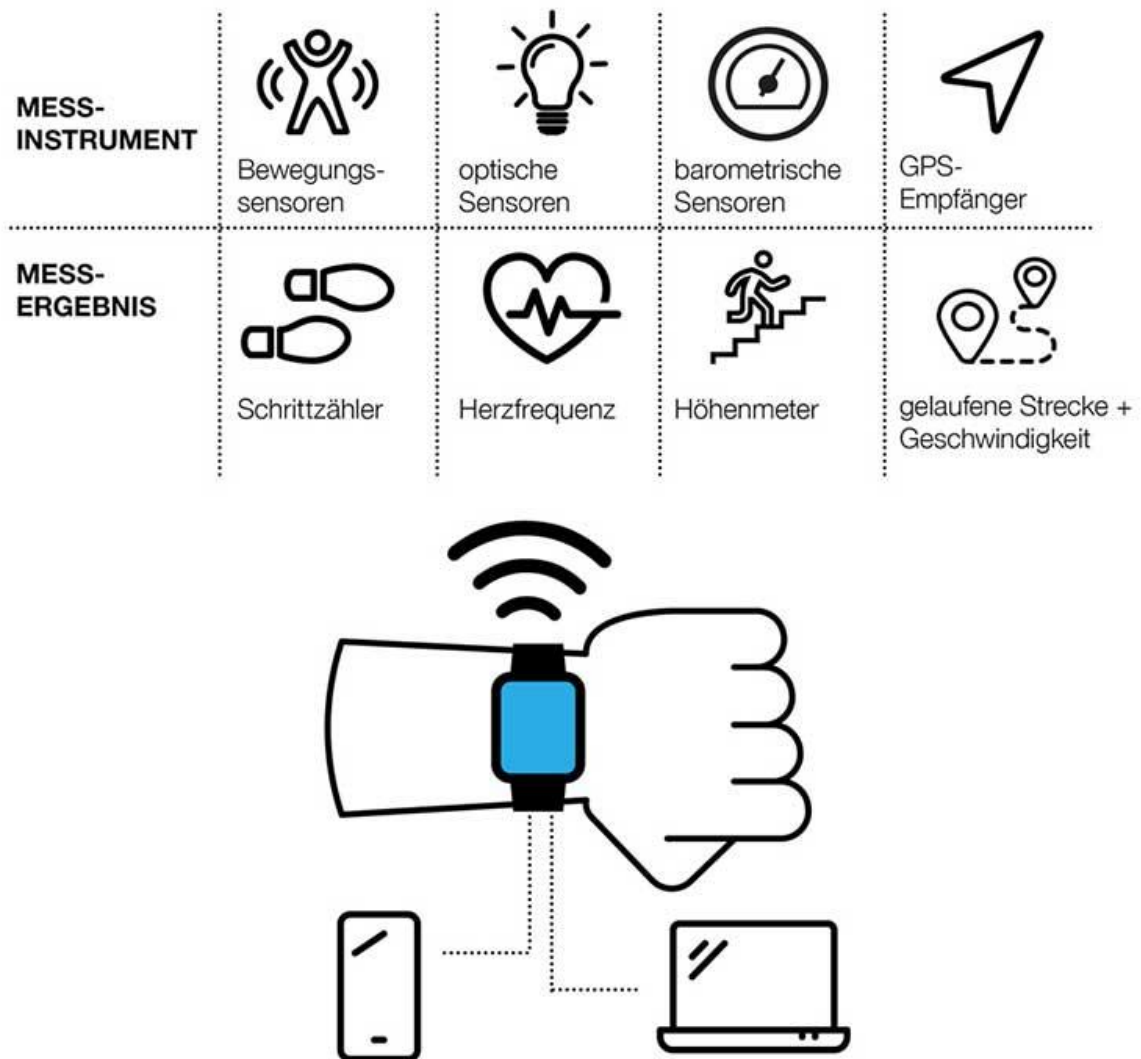 MESS-
INSTRUMENT
Bewegungs-
sensoren
optische
Sensoren
barometrische
Sensoren
GPS-
Empfänger
MESS-
ERGEBNIS
Schrittzähler
Herzfrequenz
Höhenmeter
gelaufene Strecke +
Geschwindigkeit